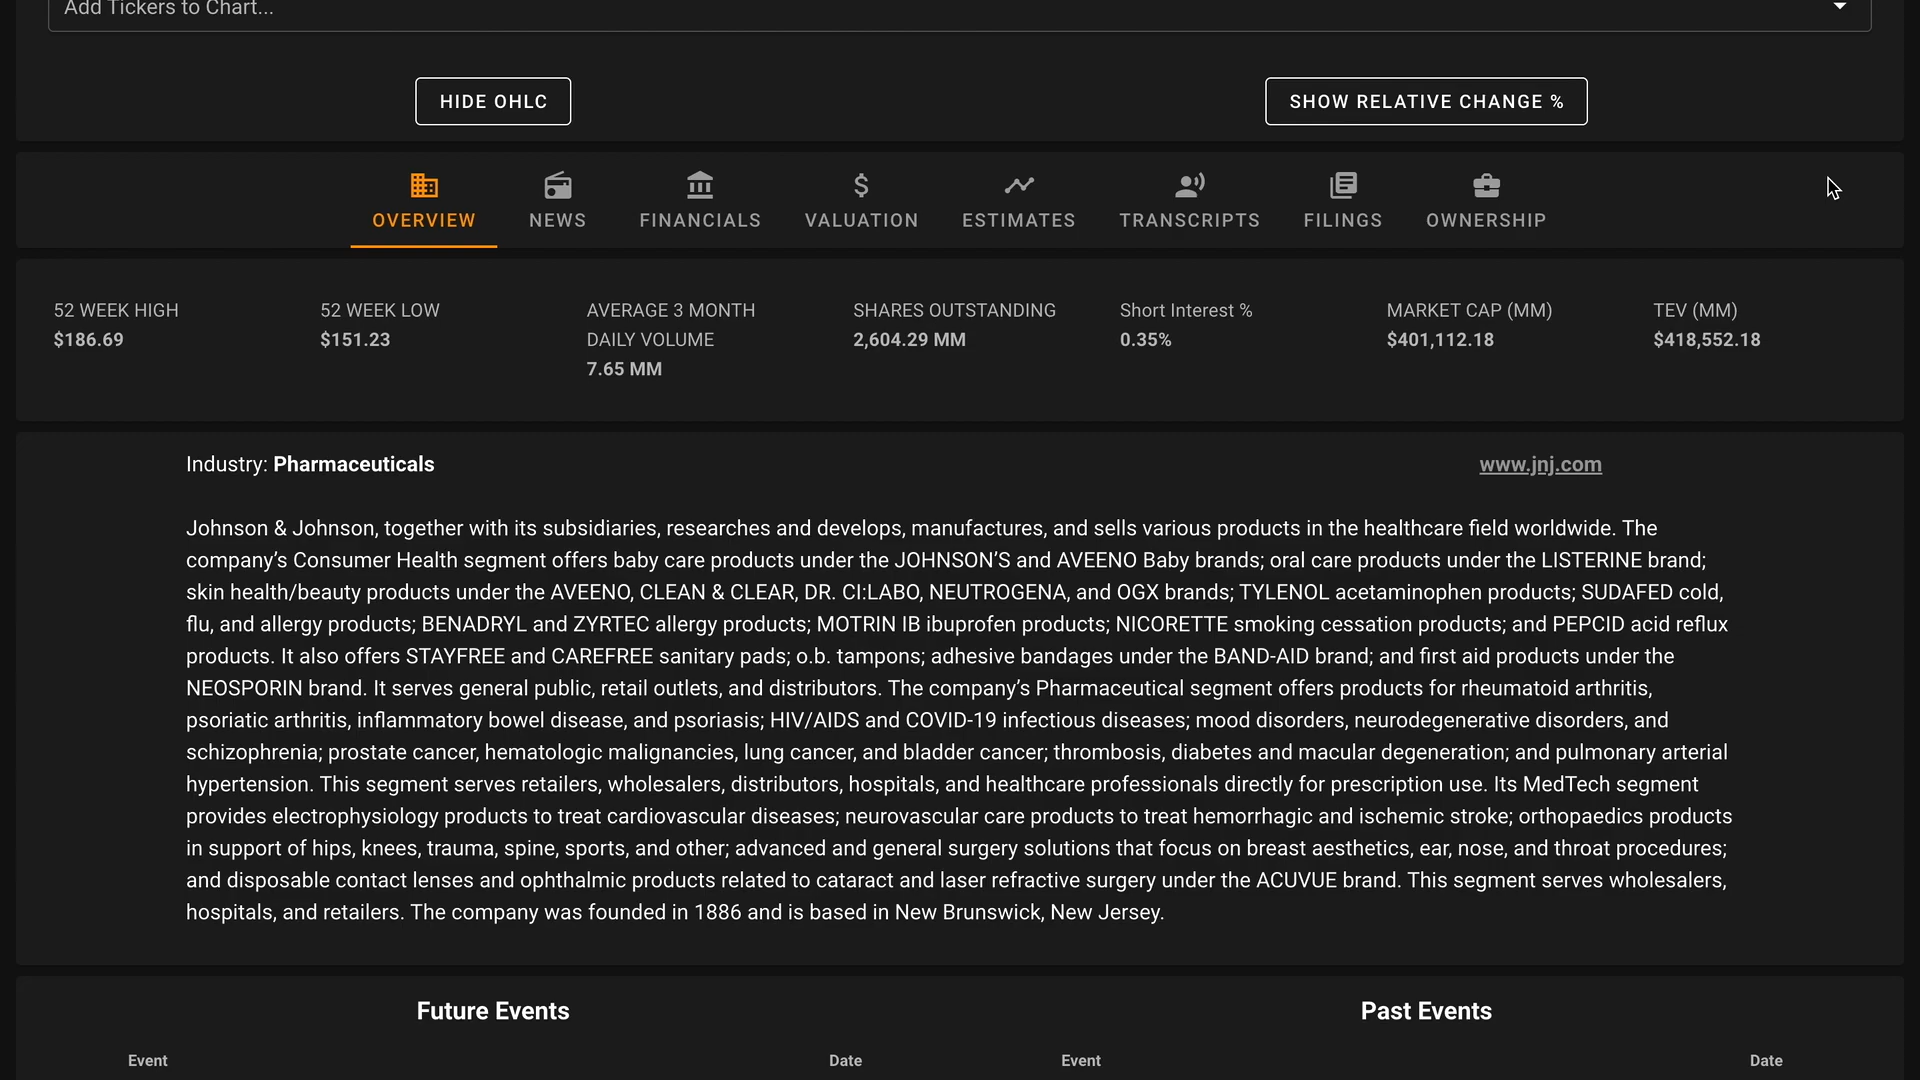 Add Tickers to Chart...
HIDE OHLC
SHOW RELATIVE CHANGE %
OVERVIEW
NEWS
FINANCIALS
VALUATION
ESTIMATES
TRANSCRIPTS
FILINGS
OWNERSHIP
52 WEEK HIGH
$186.69
52 WEEK LOW
$151.23
AVERAGE 3 MONTH
DAILY VOLUME
7.65 MM
SHARES OUTSTANDING
2,604.29 MM
Short Interest %
0.35%
MARKET CAP (MM)
$401,112.18
TEV (MM)
$418,552.18
Industry: Pharmaceuticals
www.jnj.com
Johnson & Johnson, together with its subsidiaries, researches and develops, manufactures, and sells various products in the healthcare field worldwide. The
company’s Consumer Health segment offers baby care products under the JOHNSON’S and AVEENO Baby brands; oral care products under the LISTERINE brand;
skin health/beauty products under the AVEENO, CLEAN & CLEAR, DR. CI:LABO, NEUTROGENA, and OGX brands; TYLENOL acetaminophen products; SUDAFED cold,
flu, and allergy products; BENADRYL and ZYRTEC allergy products; MOTRIN IB ibuprofen products; NICORETTE smoking cessation products; and PEPCID acid reflux
products. It also offers STAYFREE and CAREFREE sanitary pads; o.b. tampons; adhesive bandages under the BAND-AID brand; and first aid products under the
NEOSPORIN brand. It serves general public, retail outlets, and distributors. The company’s Pharmaceutical segment offers products for rheumatoid arthritis,
psoriatic arthritis, inflammatory bowel disease, and psoriasis; HIV/AIDS and COVID-19 infectious diseases; mood disorders, neurodegenerative disorders, and
schizophrenia; prostate cancer, hematologic malignancies, lung cancer, and bladder cancer; thrombosis, diabetes and macular degeneration; and pulmonary arterial
hypertension. This segment serves retailers, wholesalers, distributors, hospitals, and healthcare professionals directly for prescription use. Its MedTech segment
provides electrophysiology products to treat cardiovascular diseases; neurovascular care products to treat hemorrhagic and ischemic stroke; orthopaedics products
in support of hips, knees, trauma, spine, sports, and other; advanced and general surgery solutions that focus on breast aesthetics, ear, nose, and throat procedures;
and disposable contact lenses and ophthalmic products related to cataract and laser refractive surgery under the ACUVUE brand. This segment serves wholesalers,
hospitals, and retailers. The company was founded in 1886 and is based in New Brunswick, New Jersey.
Future Events
Event
Date
Past Events
Event
Date